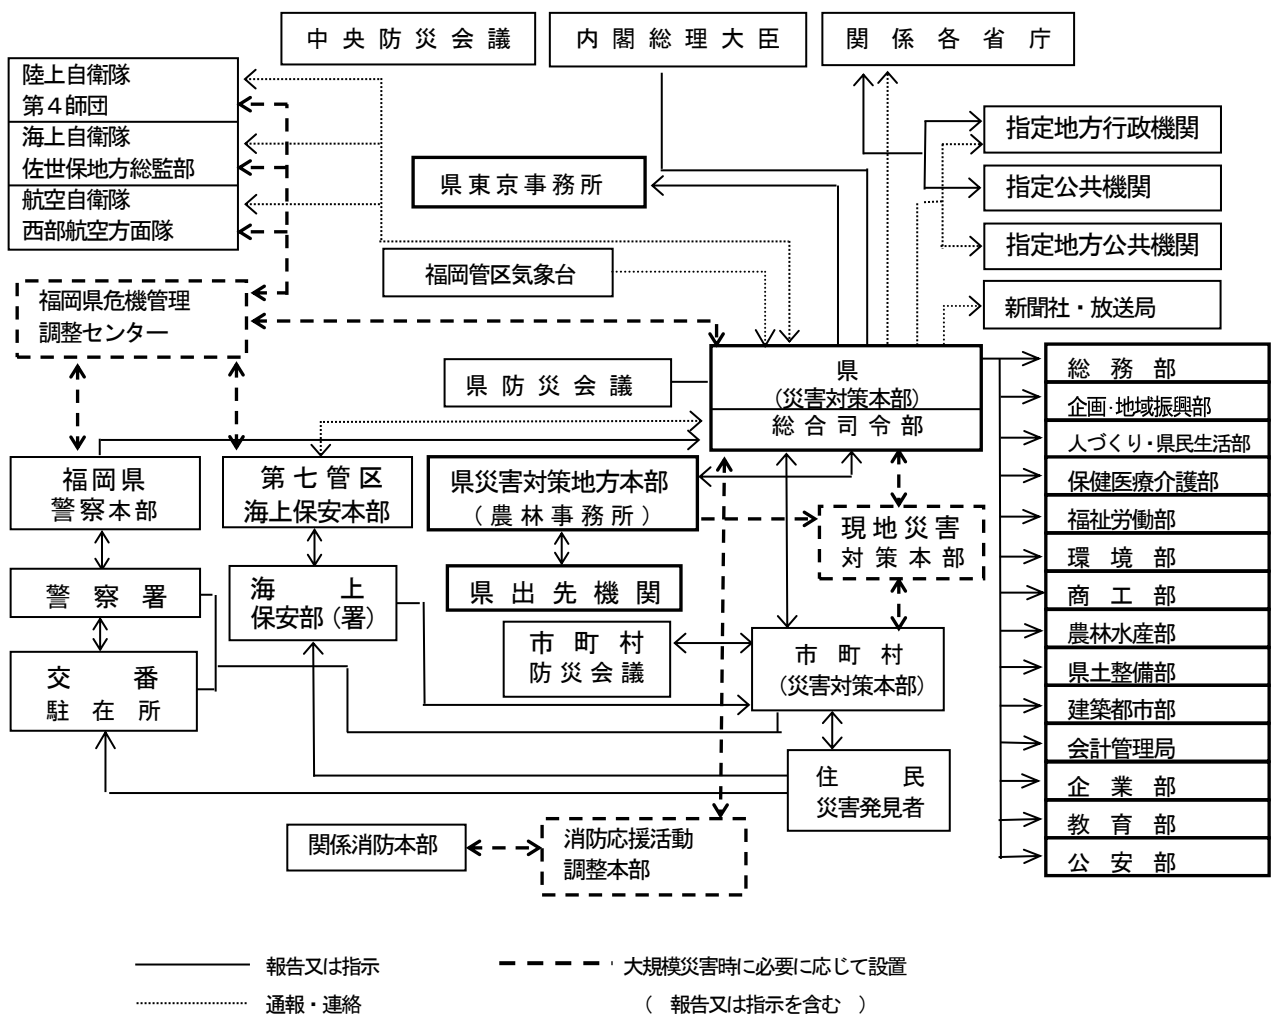 中央防災会議
内閣総理大臣
関係各省庁
陸上自衛隊
第４師団
海上自衛隊
佐世保地方総監部
航空自衛隊
西部航空方面隊
県東京事務所
指定地方行政機関
指定公共機関
指定地方公共機関
新聞社・放送局
福岡管区気象台
福岡県危機管理
調整センター
県防災会議
県
（災害対策本部）
総合司令部
総務部
企画・地域振興部
人づくり・県民生活部
保健医療介護部
福祉労働部
環境部
商工部
農林水産部
県土整備部
建築都市部
会計管理局
企業部
教育部
公安部
福岡県
警察本部
第七管区
海上保安本部
県災害対策地方本部
（農林事務所）
現地災害
対策本部
警察署
海上
保安部（署）
県出先機関
市町村
防災会議
市町村
（災害対策本部）
交番
駐在所
住民
災害発見者
関係消防本部
消防応援活動
調整本部
報告又は指示
大規模災害時に必要に応じて設置
通報・連絡
（　報告又は指示を含む　）